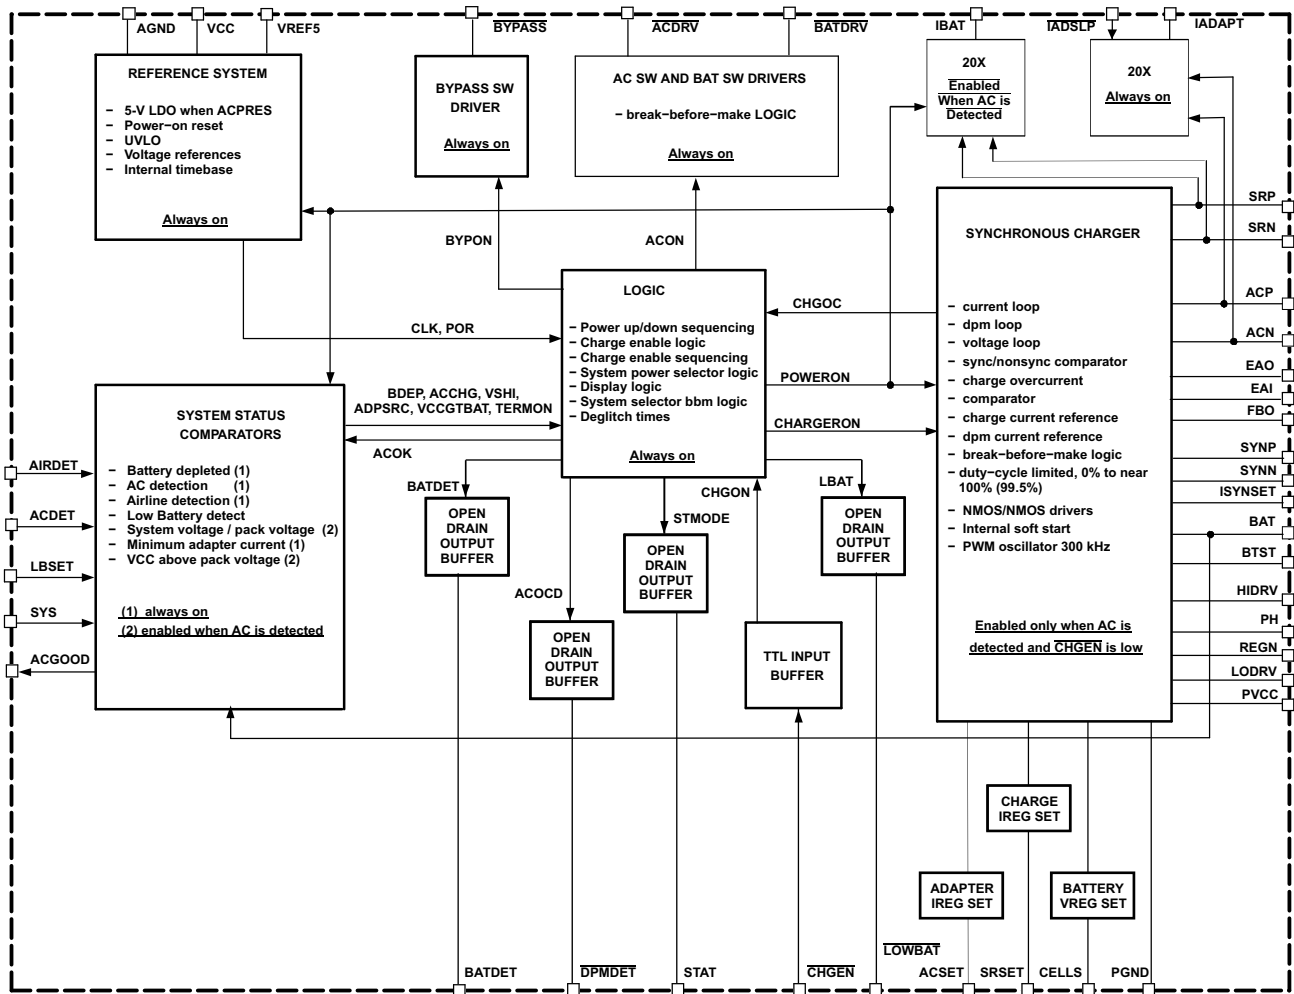 AGND
VCC
VREF5
BYPASS
ACDRV
BATDRV
IBAT
IADSLP
IADAPT
REFERENCE SYSTEM
− 5-V LDO when ACPRES
− Power−on reset
− UVLO
− Voltage references
− Internal timebase
Always on
BYPASS SW
DRIVER
Always on
AC SW AND BAT SW DRIVERS
− break−before−make LOGIC
Always on
20X
Enabled
When AC is
Detected
20X
Always on
BYPON
ACON
CLK, POR
LOGIC
− Power up/down sequencing
− Charge enable logic
− Charge enable sequencing
− System power selector logic
− Display logic
− System selector bbm logic
− Deglitch times
Always on
CHGOC
POWERON
CHARGERON
BDEP, ACCHG, VSHI,
ADPSRC, VCCGTBAT, TERMON
ACOK
SYSTEM STATUS
COMPARATORS
− Battery depleted (1)
− AC detection (1)
− Airline detection (1)
− Low Battery detect
− System voltage / pack voltage (2)
− Minimum adapter current (1)
− VCC above pack voltage (2)
(1) always on
(2) enabled when AC is detected
AIRDET
ACDET
LBSET
SYS
ACGOOD
BATDET
OPEN
DRAIN
OUTPUT
BUFFER
ACOCD
OPEN
DRAIN
OUTPUT
BUFFER
STMODE
OPEN
DRAIN
OUTPUT
BUFFER
CHGON
TTL INPUT
BUFFER
LBAT
OPEN
DRAIN
OUTPUT
BUFFER
SYNCHRONOUS CHARGER
− current loop
− dpm loop
− voltage loop
− sync/nonsync comparator
− charge overcurrent
− comparator
− charge current reference
− dpm current reference
− break−before−make logic
− duty−cycle limited, 0% to near
100% (99.5%)
− NMOS/NMOS drivers
− Internal soft start
− PWM oscillator 300 kHz
Enabled only when AC is
detected and CHGEN is low
SRP
SRN
ACP
ACN
EAO
EAI
FBO
SYNP
SYNN
ISYNSET
BAT
BTST
HIDRV
PH
REGN
LODRV
PVCC
CHARGE
IREG SET
ADAPTER
IREG SET
BATTERY
VREG SET
BATDET
DPMDET
STAT
CHGEN
LOWBAT
ACSET
SRSET
CELLS
PGND